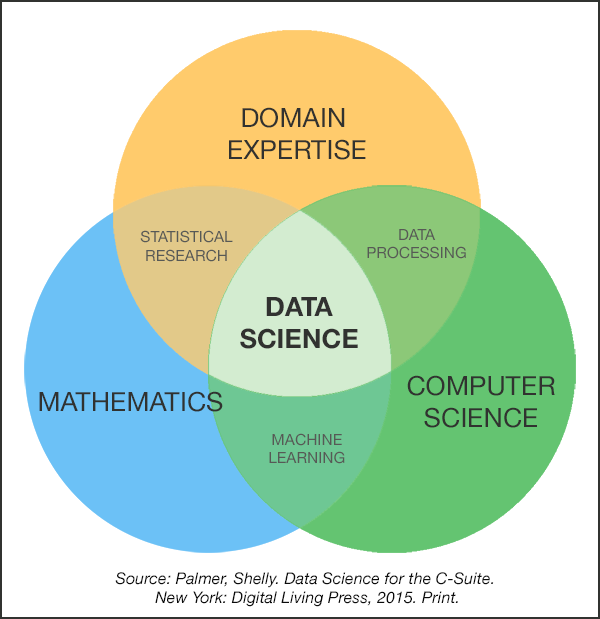 DOMAIN
EXPERTISE
STATISTICAL
RESEARCH
DATA
PROCESSING
DATA
SCIENCE
MATHEMATICS
COMPUTER
SCIENCE
MACHINE
LEARNING
Source: Palmer, Shelly. Data Science for the C-Suite.
New York: Digital Living Press, 2015. Print.